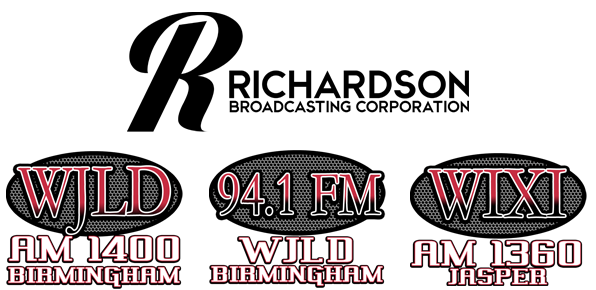 R
RICHARDSON
BROADCASTING CORPORATION
WJLD
AM 1400
BIRMINGHAM
94.1 FM
WJLD
BIRMINGHAM
WIXI
AM 1360
JASPER